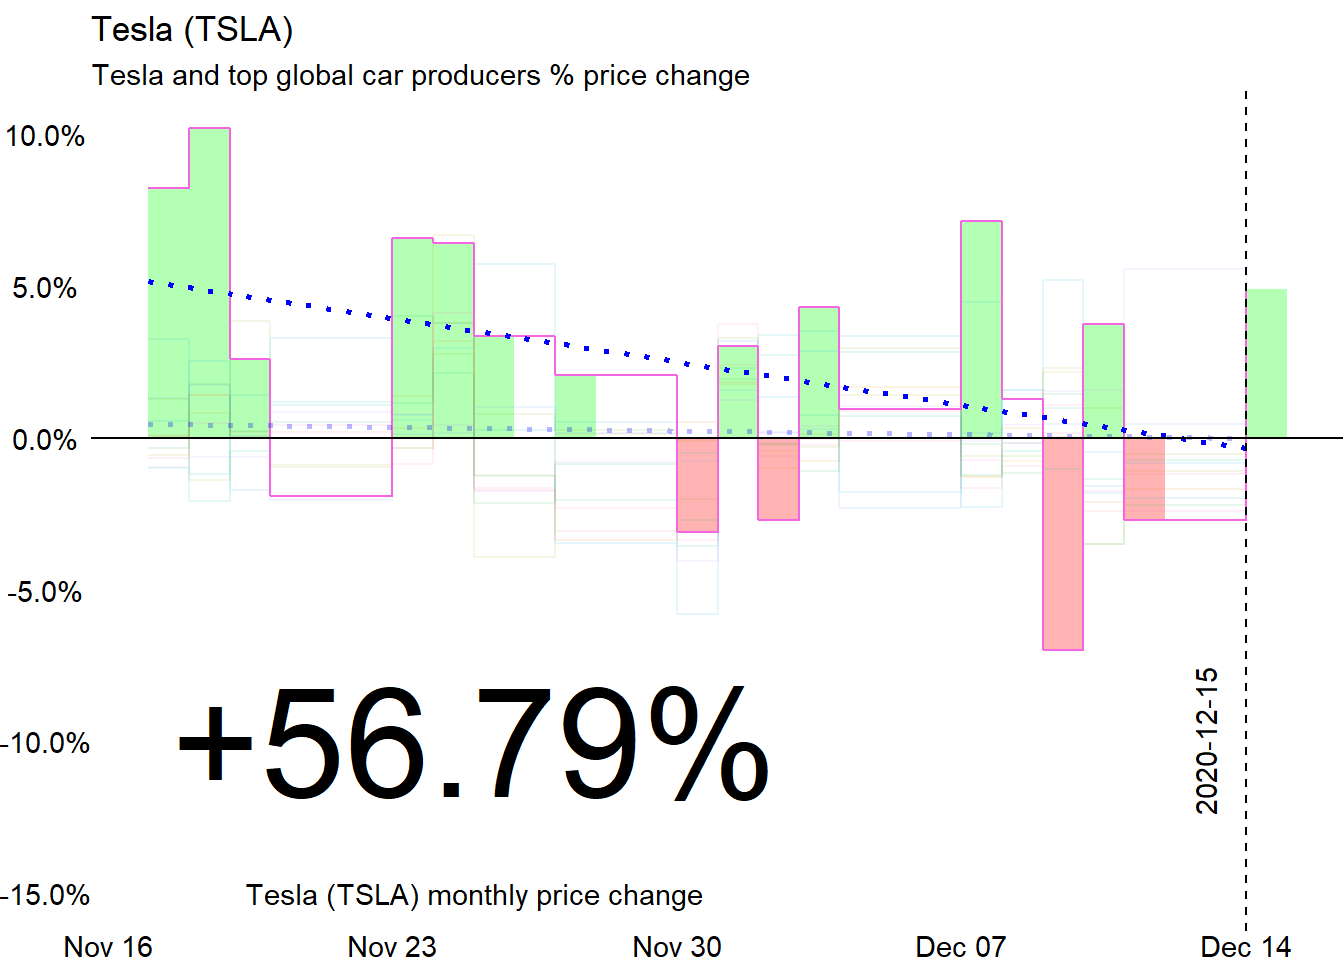 Tesla (TSLA)
Tesla and top global car producers % price change
10.0%
5.0%
0.0%
-5.0%
-10.0%
-15.0%
+56.79%
Tesla (TSLA) monthly price change
2020-12-15
Nov 16
Nov 23
Nov 30
Dec 07
Dec 14